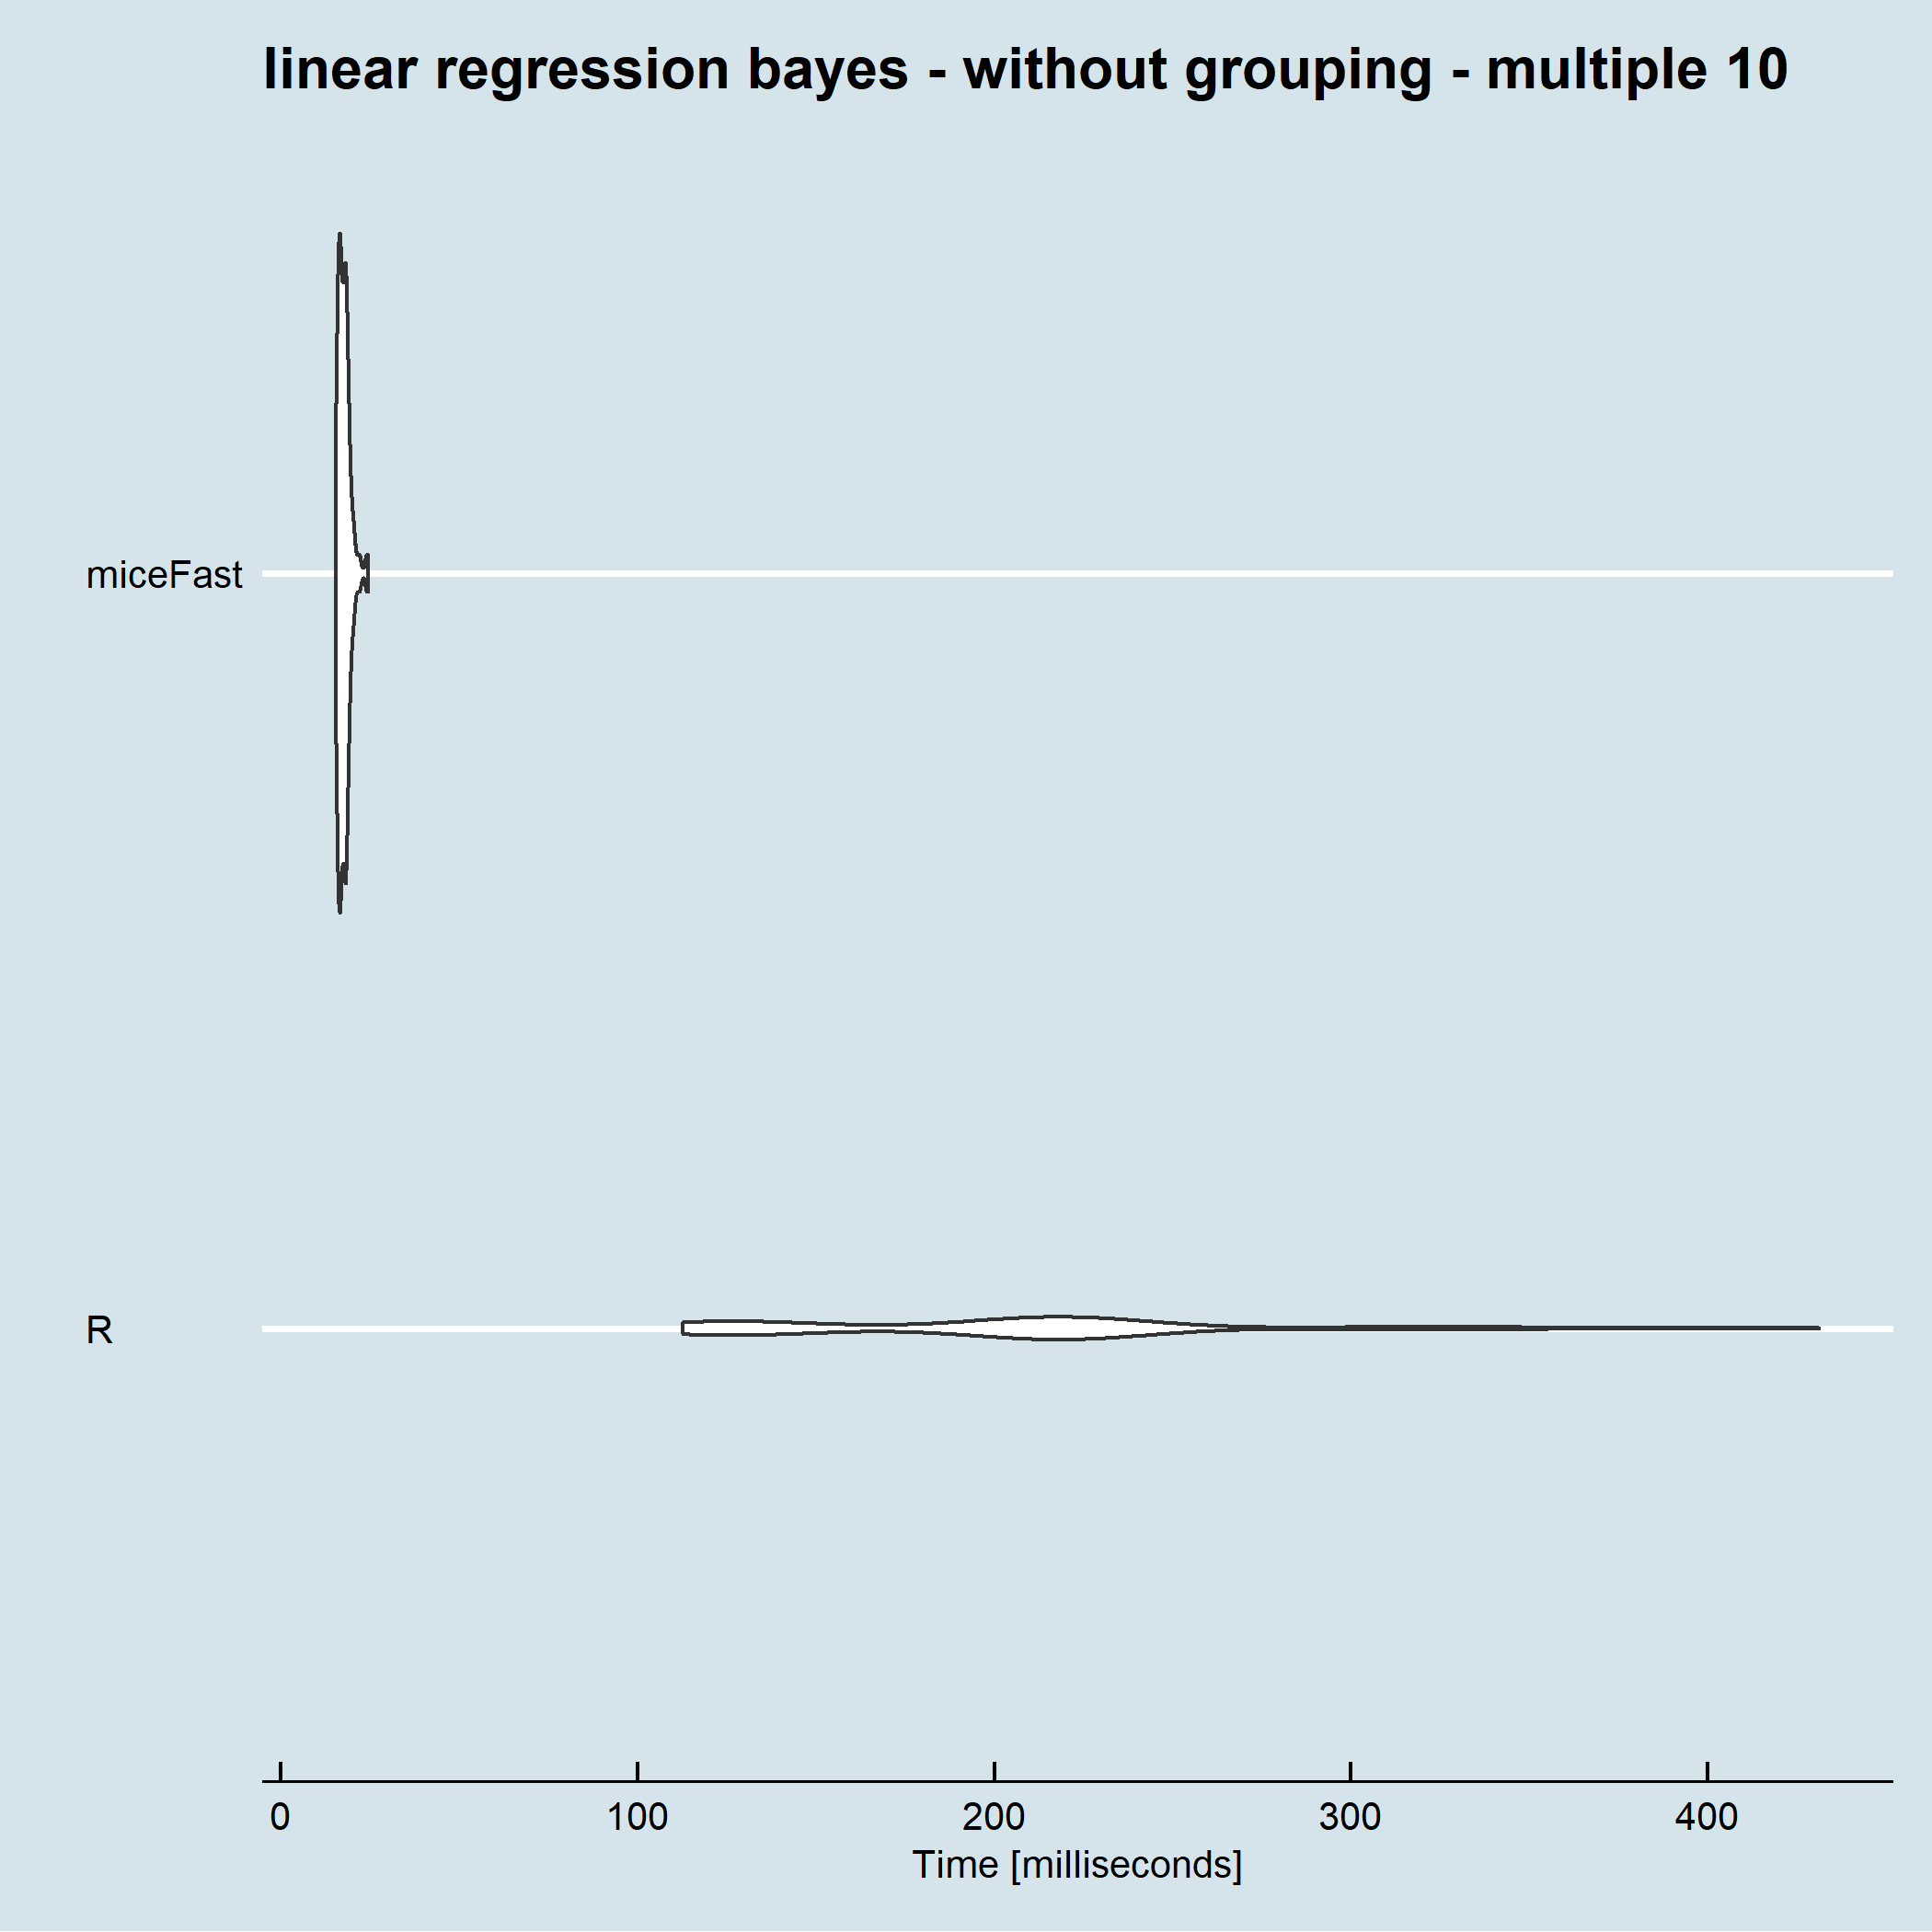 linear regression bayes - without grouping - multiple 10
miceFast
R
0 100 200 300 400
Time [milliseconds]